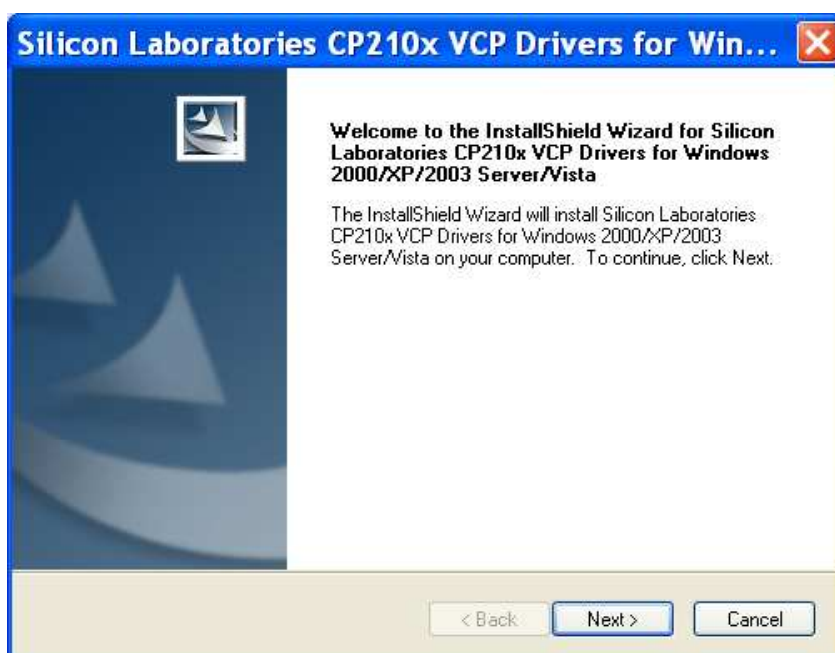 Silicon Laboratories CP210x VCP Drivers for Win...
Welcome to the InstallShield Wizard for Silicon
Laboratories CP210x VCP Drivers for Windows
2000/XP/2003 Server/Vista
The InstallShield Wizard will install Silicon Laboratories
CP210x VCP Drivers for Windows 2000/XP/2003
Server/Vista on your computer. To continue, click Next.
< Back
Next >
Cancel